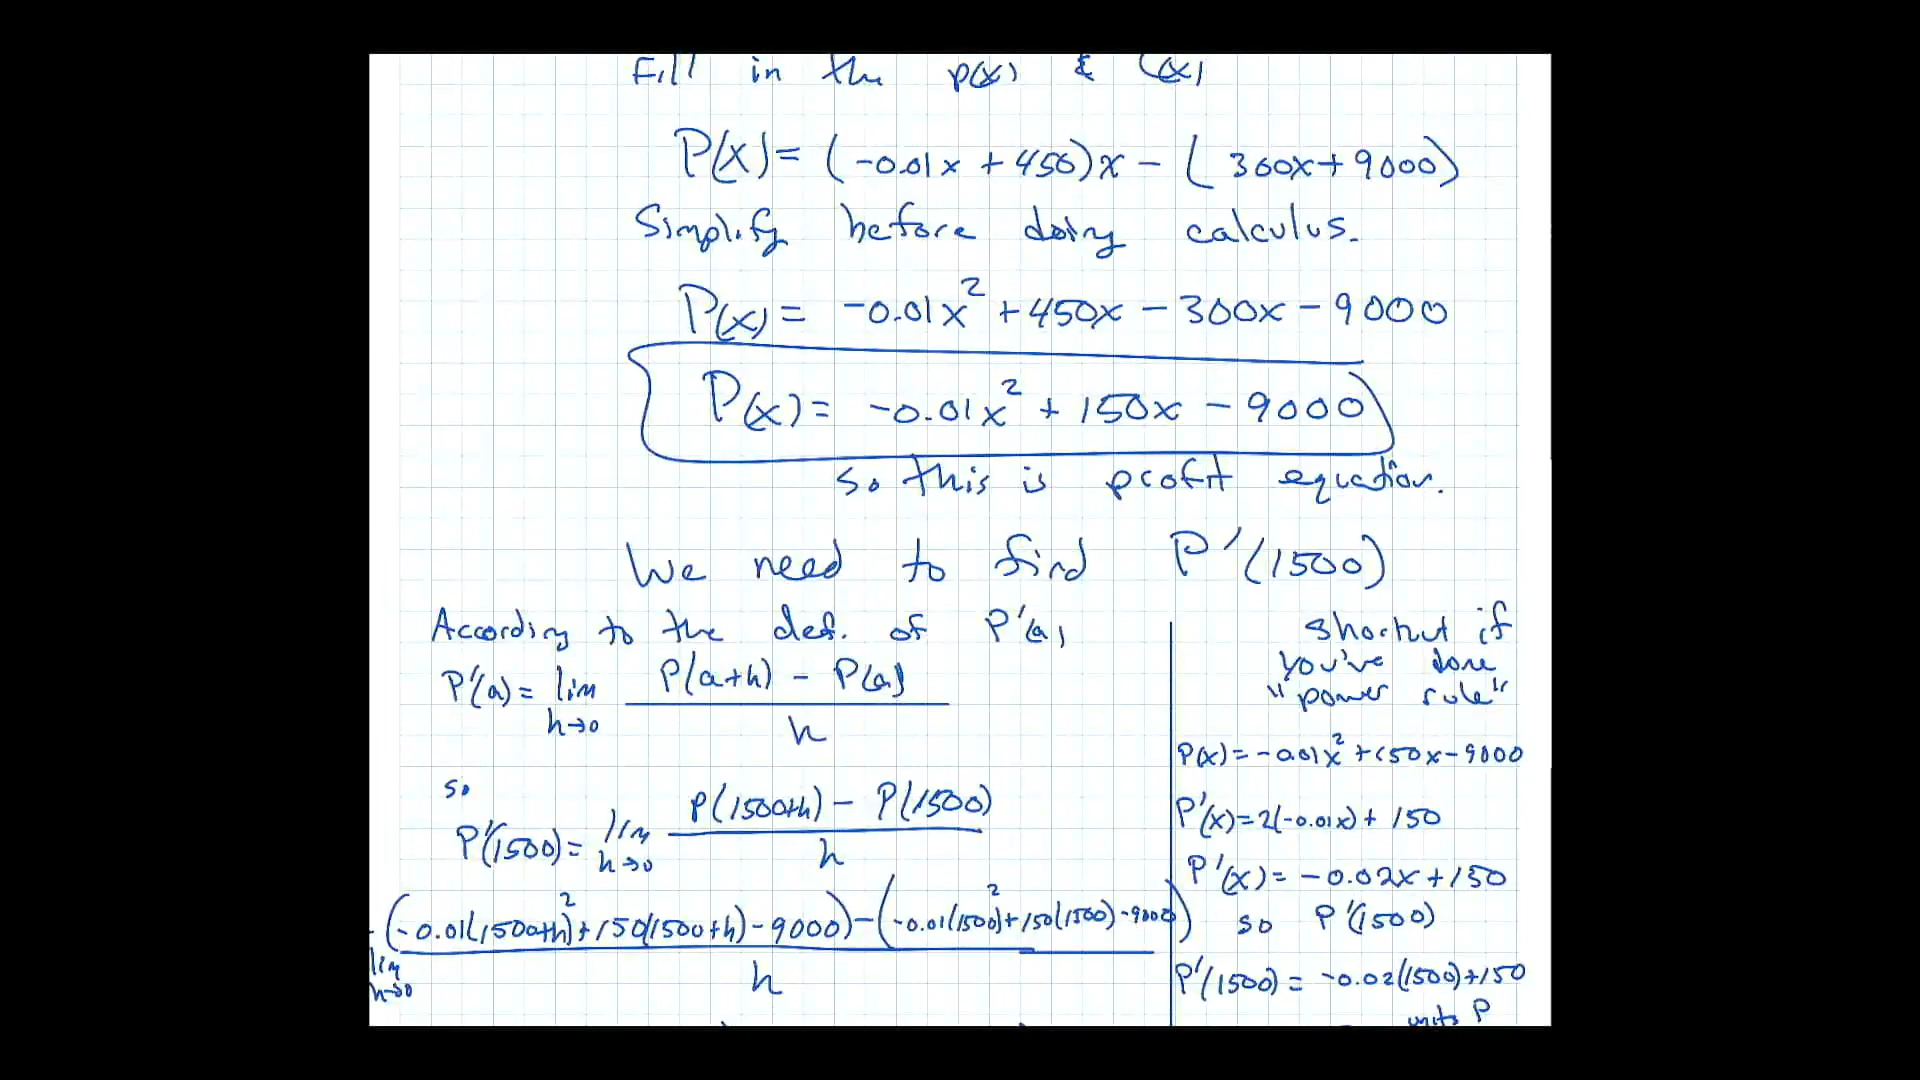 Fill in the p(x) & C(x)
P(x) = (-0.01x + 450)x - (300x + 9000)
Simplify before doing calculus.
P(x) = -0.01x² + 450x - 300x - 9000
P(x) = -0.01x² + 150x - 9000
so this is profit equation.
We need to find P'(1500)
According to the def. of P'(a),
P'(a) = lim h→0 P(a+h) - P(a) / h
so
P'(1500) = lim h→0 P(1500+h) - P(1500) / h
lim h→0 (-0.01(1500+h)² + 150(1500+h) - 9000) - (-0.01(1500)² + 150(1500) - 9000) / h
shortcut if
you've done
"power rule"
P(x) = -0.01x² + 150x - 9000
P'(x) = 2(-0.01x) + 150
P'(x) = -0.02x + 150
so P'(1500)
P'(1500) = -0.02(1500) + 150
units P